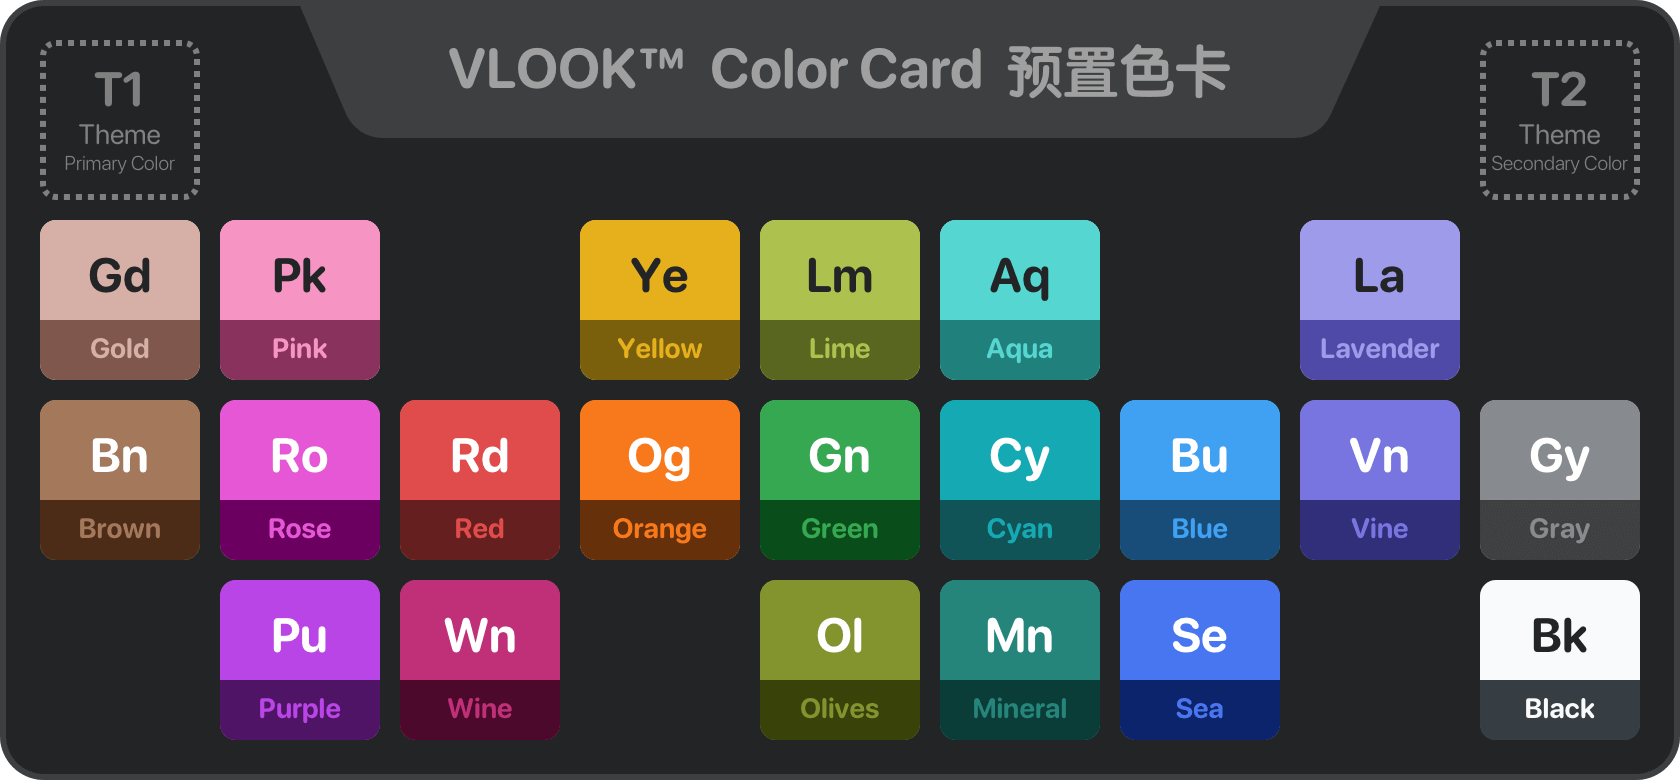 VLOOK™ Color Card 预置色卡
T1
Theme
Primary Color
T2
Theme
Secondary Color
Gd
Gold
Pk
Pink
Ye
Yellow
Lm
Lime
Aq
Aqua
La
Lavender
Bn
Brown
Ro
Rose
Rd
Red
Og
Orange
Gn
Green
Cy
Cyan
Bu
Blue
Vn
Vine
Gy
Gray
Pu
Purple
Wn
Wine
Ol
Olives
Mn
Mineral
Se
Sea
Bk
Black